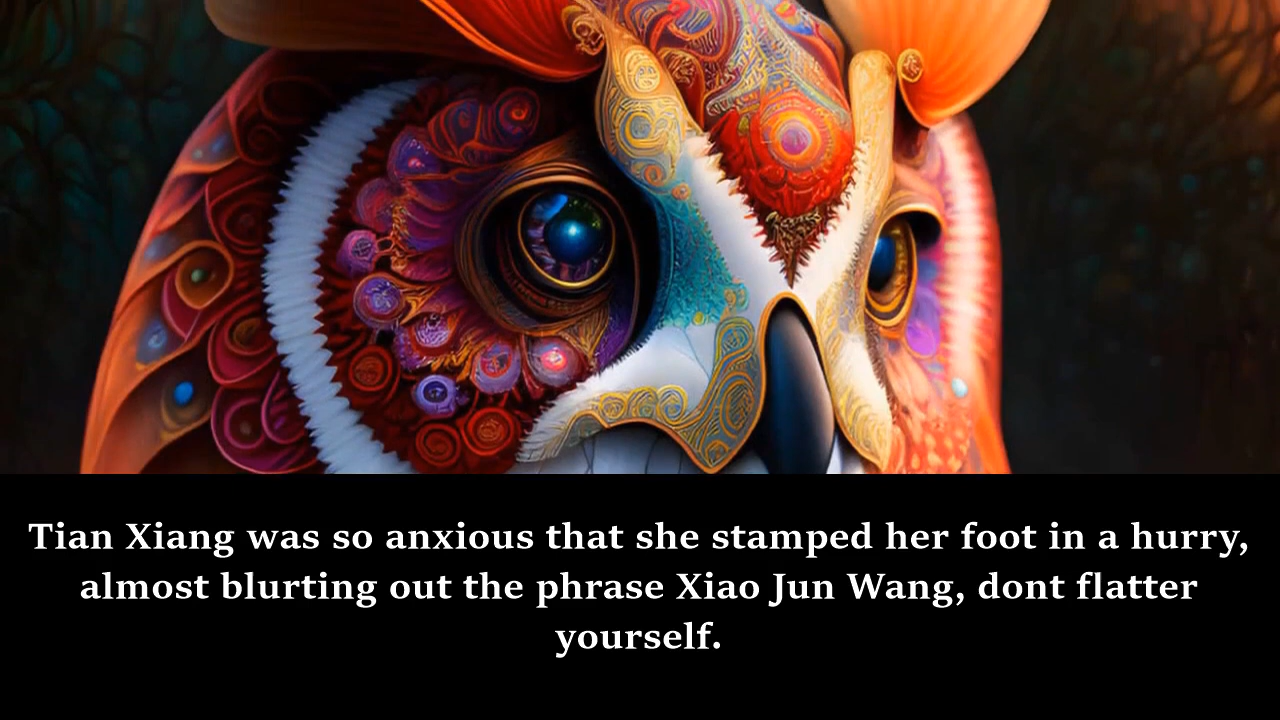 Tian Xiang was so anxious that she stamped her foot in a hurry,
almost blurting out the phrase Xiao Jun Wang, dont flatter
yourself.